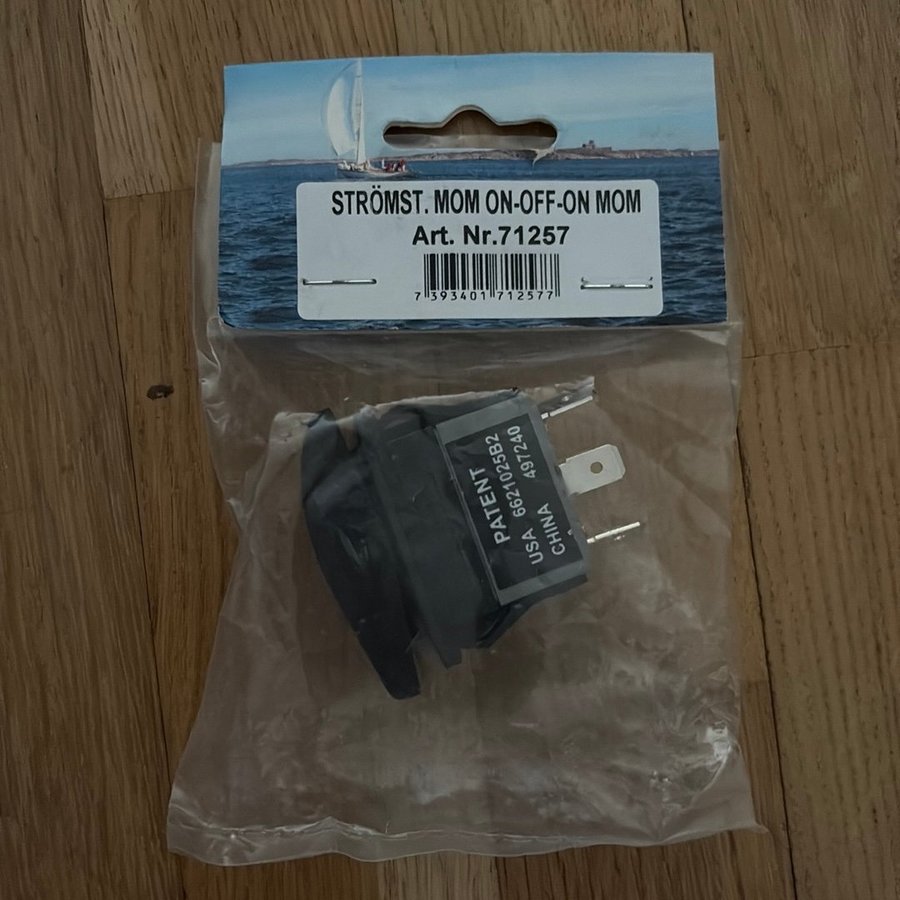 STRÖMST. MOM ON-OFF-ON MOM
Art. Nr.71257
7 393401 712577
PATENT
USA 6621025B2
CHINA 497240